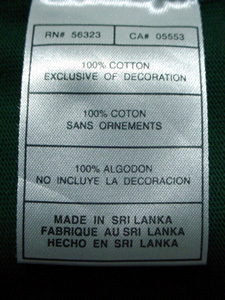 RN# 56323 CA# 05553
100% COTTON
EXCLUSIVE OF DECORATION
100% COTON
SANS ORNEMENTS
100% ALGODON
NO INCLUYE LA DECORACION
MADE IN SRI LANKA
FABRIQUE AU SRI LANKA
HECHO EN SRI LANKA